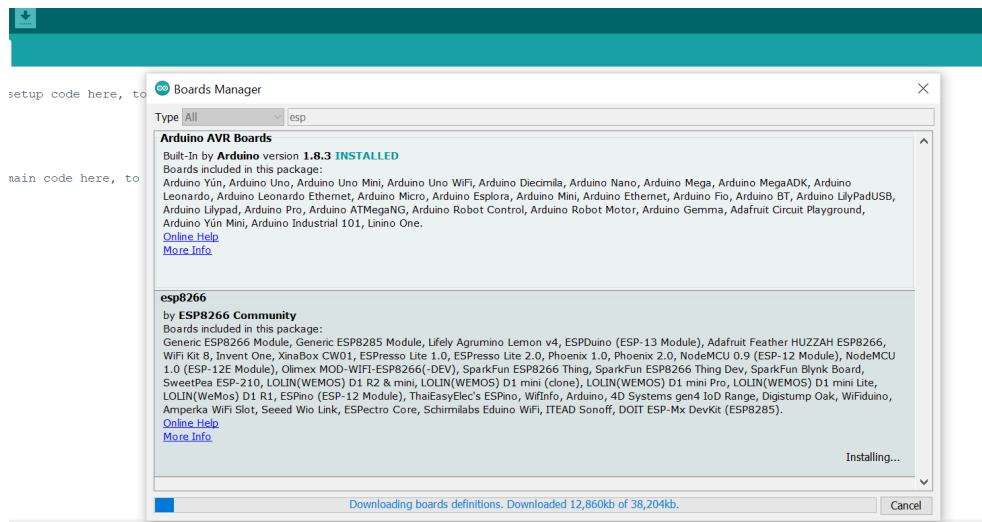 setup code here, to
main code here, to
Boards Manager
Type All esp
Arduino AVR Boards
Built-In by Arduino version 1.8.3 INSTALLED
Boards included in this package:
Arduino Yún, Arduino Uno, Arduino Uno Mini, Arduino Uno WiFi, Arduino Diecimila, Arduino Nano, Arduino Mega, Arduino MegaADK, Arduino
Leonardo, Arduino Leonardo Ethernet, Arduino Micro, Arduino Esplora, Arduino Mini, Arduino Ethernet, Arduino Fio, Arduino BT, Arduino LilyPadUSB,
Arduino Lilypad, Arduino Pro, Arduino ATMegaNG, Arduino Robot Control, Arduino Robot Motor, Arduino Gemma, Adafruit Circuit Playground,
Arduino Yún Mini, Arduino Industrial 101, Linino One.
Online Help
More Info
esp8266
by ESP8266 Community
Boards included in this package:
Generic ESP8266 Module, Generic ESP8285 Module, Lifely Agrumino Lemon v4, ESPDuino (ESP-13 Module), Adafruit Feather HUZZAH ESP8266,
WiFi Kit 8, Invent One, XinaBox CW01, ESPresso Lite 1.0, ESPresso Lite 2.0, Phoenix 1.0, Phoenix 2.0, NodeMCU 0.9 (ESP-12 Module), NodeMCU
1.0 (ESP-12E Module), Olimex MOD-WIFI-ESP8266(-DEV), SparkFun ESP8266 Thing, SparkFun ESP8266 Thing Dev, SparkFun Blynk Board,
SweetPea ESP-210, LOLIN(WEMOS) D1 R2 & mini, LOLIN(WEMOS) D1 mini (clone), LOLIN(WEMOS) D1 mini Pro, LOLIN(WEMOS) D1 mini Lite,
LOLIN(WeMos) D1 R1, ESPino (ESP-12 Module), ThaiEasyElec's ESPino, WifInfo, Arduino, 4D Systems gen4 IoD Range, Digistump Oak, WiFiduino,
Amperka WiFi Slot, Seeed Wio Link, ESPectro Core, Schirmilabs Eduino WiFi, ITEAD Sonoff, DOIT ESP-Mx DevKit (ESP8285).
Online Help
More Info
Installing...
Downloading boards definitions. Downloaded 12,860kb of 38,204kb.
Cancel